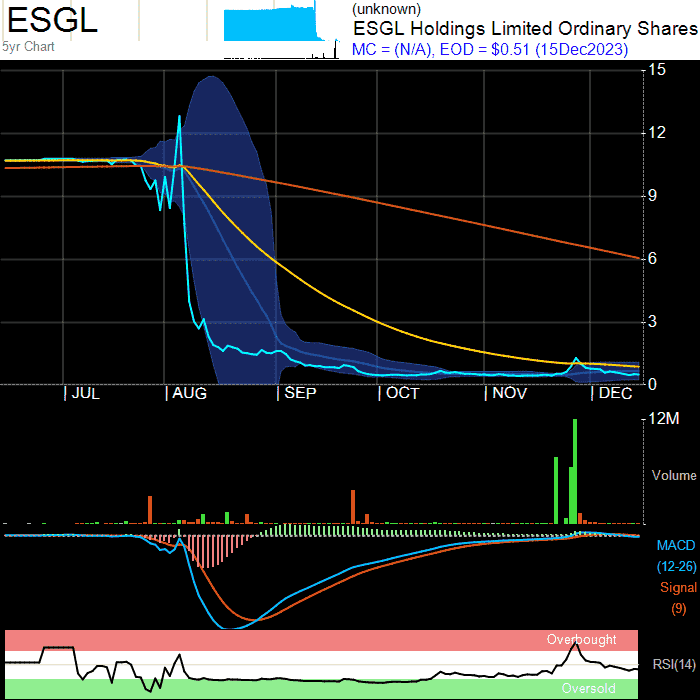 ESGL
5yr Chart
(unknown)
ESGL Holdings Limited Ordinary Shares
MC = (N/A), EOD = $0.51 (15Dec2023)
15
12
9
6
3
0
JUL AUG SEP OCT NOV DEC
12M
Volume
MACD
(12-26)
Signal
(9)
Overbought
RSI(14)
Oversold